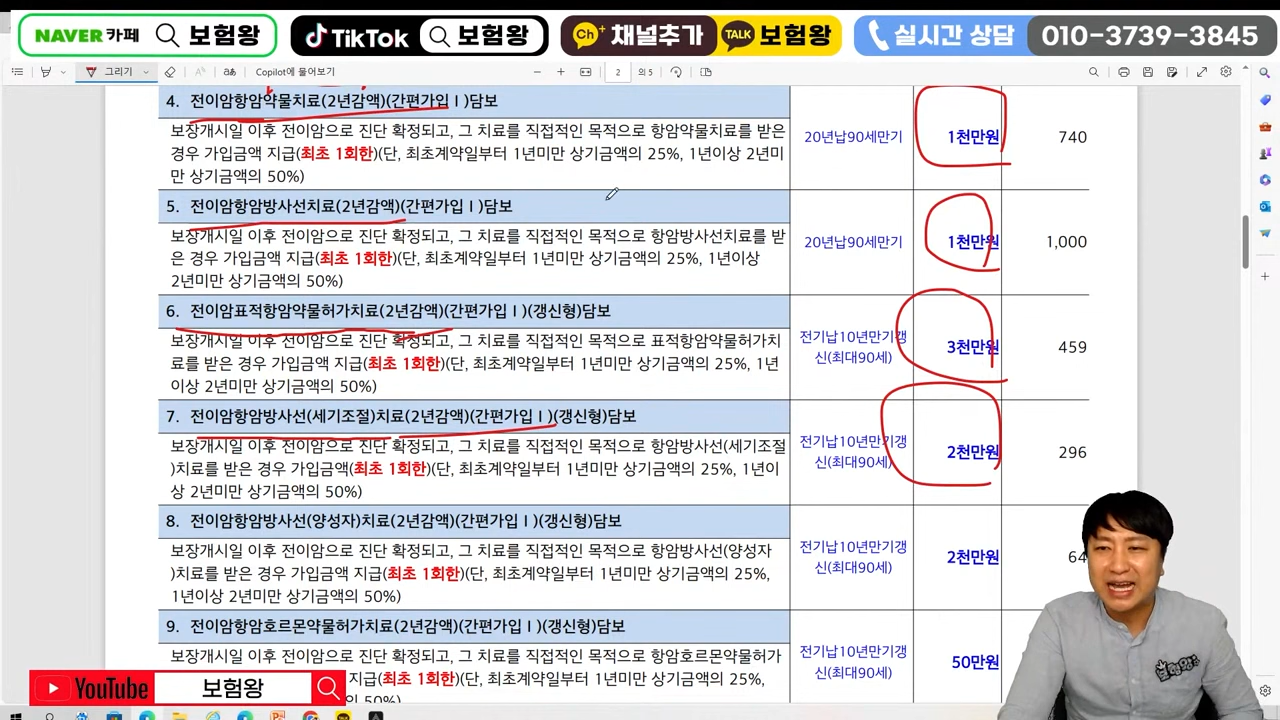 NAVER 카페 보험왕
TikTok 보험왕
Ch+ 채널추가 TALK 보험왕
실시간 상담 010-3739-3845
그리기 가あ Copilot에 물어보기 2 의 5
4. 전이암항암약물치료(2년감액)(간편가입Ⅰ)담보
보장개시일 이후 전이암으로 진단 확정되고, 그 치료를 직접적인 목적으로 항암약물치료를 받은
경우 가입금액 지급(최초 1회한)(단, 최초계약일부터 1년미만 상기금액의 25%, 1년이상 2년미
만 상기금액의 50%)
20년납90세만기 1천만원 740
5. 전이암항암방사선치료(2년감액)(간편가입Ⅰ)담보
보장개시일 이후 전이암으로 진단 확정되고, 그 치료를 직접적인 목적으로 항암방사선치료를 받
은 경우 가입금액 지급(최초 1회한)(단, 최초계약일부터 1년미만 상기금액의 25%, 1년이상
2년미만 상기금액의 50%)
20년납90세만기 1천만원 1,000
6. 전이암표적항암약물허가치료(2년감액)(간편가입Ⅰ)(갱신형)담보
보장개시일 이후 전이암으로 진단 확정되고, 그 치료를 직접적인 목적으로 표적항암약물허가치
료를 받은 경우 가입금액 지급(최초 1회한)(단, 최초계약일부터 1년미만 상기금액의 25%, 1년
이상 2년미만 상기금액의 50%)
전기납10년만기갱
신(최대90세)
3천만원 459
7. 전이암항암방사선(세기조절)치료(2년감액)(간편가입Ⅰ)(갱신형)담보
보장개시일 이후 전이암으로 진단 확정되고, 그 치료를 직접적인 목적으로 항암방사선(세기조절
)치료를 받은 경우 가입금액(최초 1회한)(단, 최초계약일부터 1년미만 상기금액의 25%, 1년이
상 2년미만 상기금액의 50%)
전기납10년만기갱
신(최대90세)
2천만원 296
8. 전이암항암방사선(양성자)치료(2년감액)(간편가입Ⅰ)(갱신형)담보
보장개시일 이후 전이암으로 진단 확정되고, 그 치료를 직접적인 목적으로 항암방사선(양성자
)치료를 받은 경우 가입금액 지급(최초 1회한)(단, 최초계약일부터 1년미만 상기금액의 25%,
1년이상 2년미만 상기금액의 50%)
전기납10년만기갱
신(최대90세)
2천만원 64
9. 전이암항암호르몬약물허가치료(2년감액)(간편가입Ⅰ)(갱신형)담보
보장개시일 이후 전이암으로 진단 확정되고, 그 치료를 직접적인 목적으로 항암호르몬약물허가
지급(최초 1회한)(단, 최초계약일부터 1년미만 상기금액의 25%,
50%)
전기납10년만기갱
신(최대90세)
50만원
YouTube 보험왕